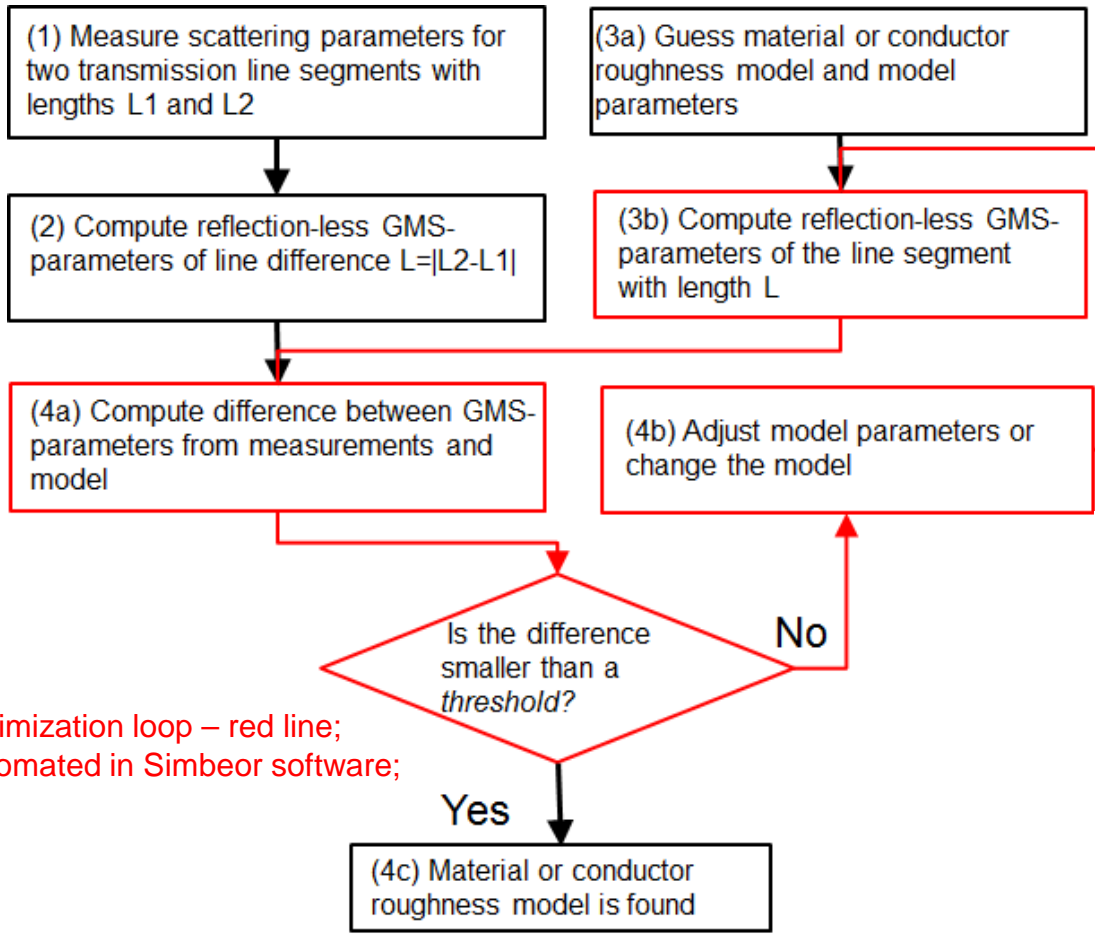 (1) Measure scattering parameters for
two transmission line segments with
lengths L1 and L2
(3a) Guess material or conductor
roughness model and model
parameters
(2) Compute reflection-less GMS-
parameters of line difference L=|L2-L1|
(3b) Compute reflection-less GMS-
parameters of the line segment
with length L
(4a) Compute difference between GMS-
parameters from measurements and
model
(4b) Adjust model parameters or
change the model
Is the difference
smaller than a
threshold?
No
imization loop – red line;
omated in Simbeor software;
Yes
(4c) Material or conductor
roughness model is found